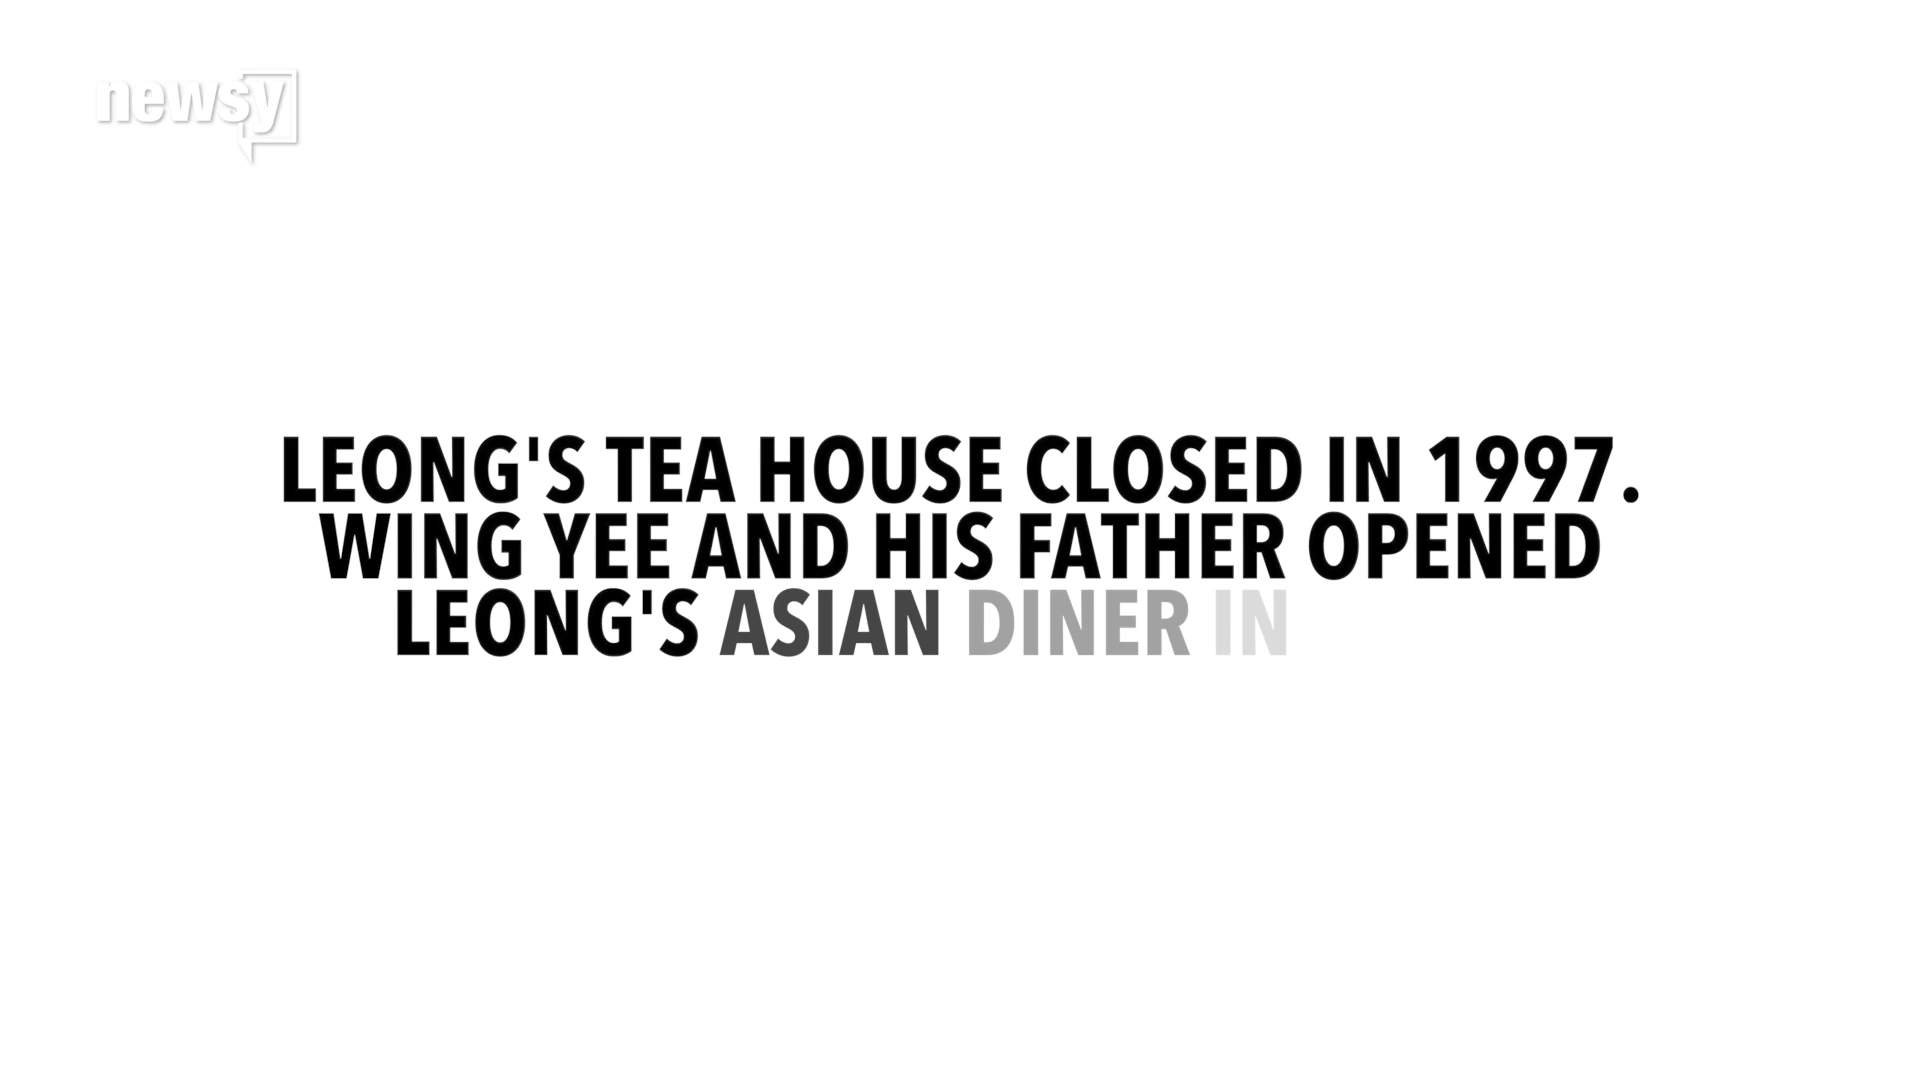 newsy
LEONG'S TEA HOUSE CLOSED IN 1997.
WING YEE AND HIS FATHER OPENED
LEONG'S ASIAN DINER IN